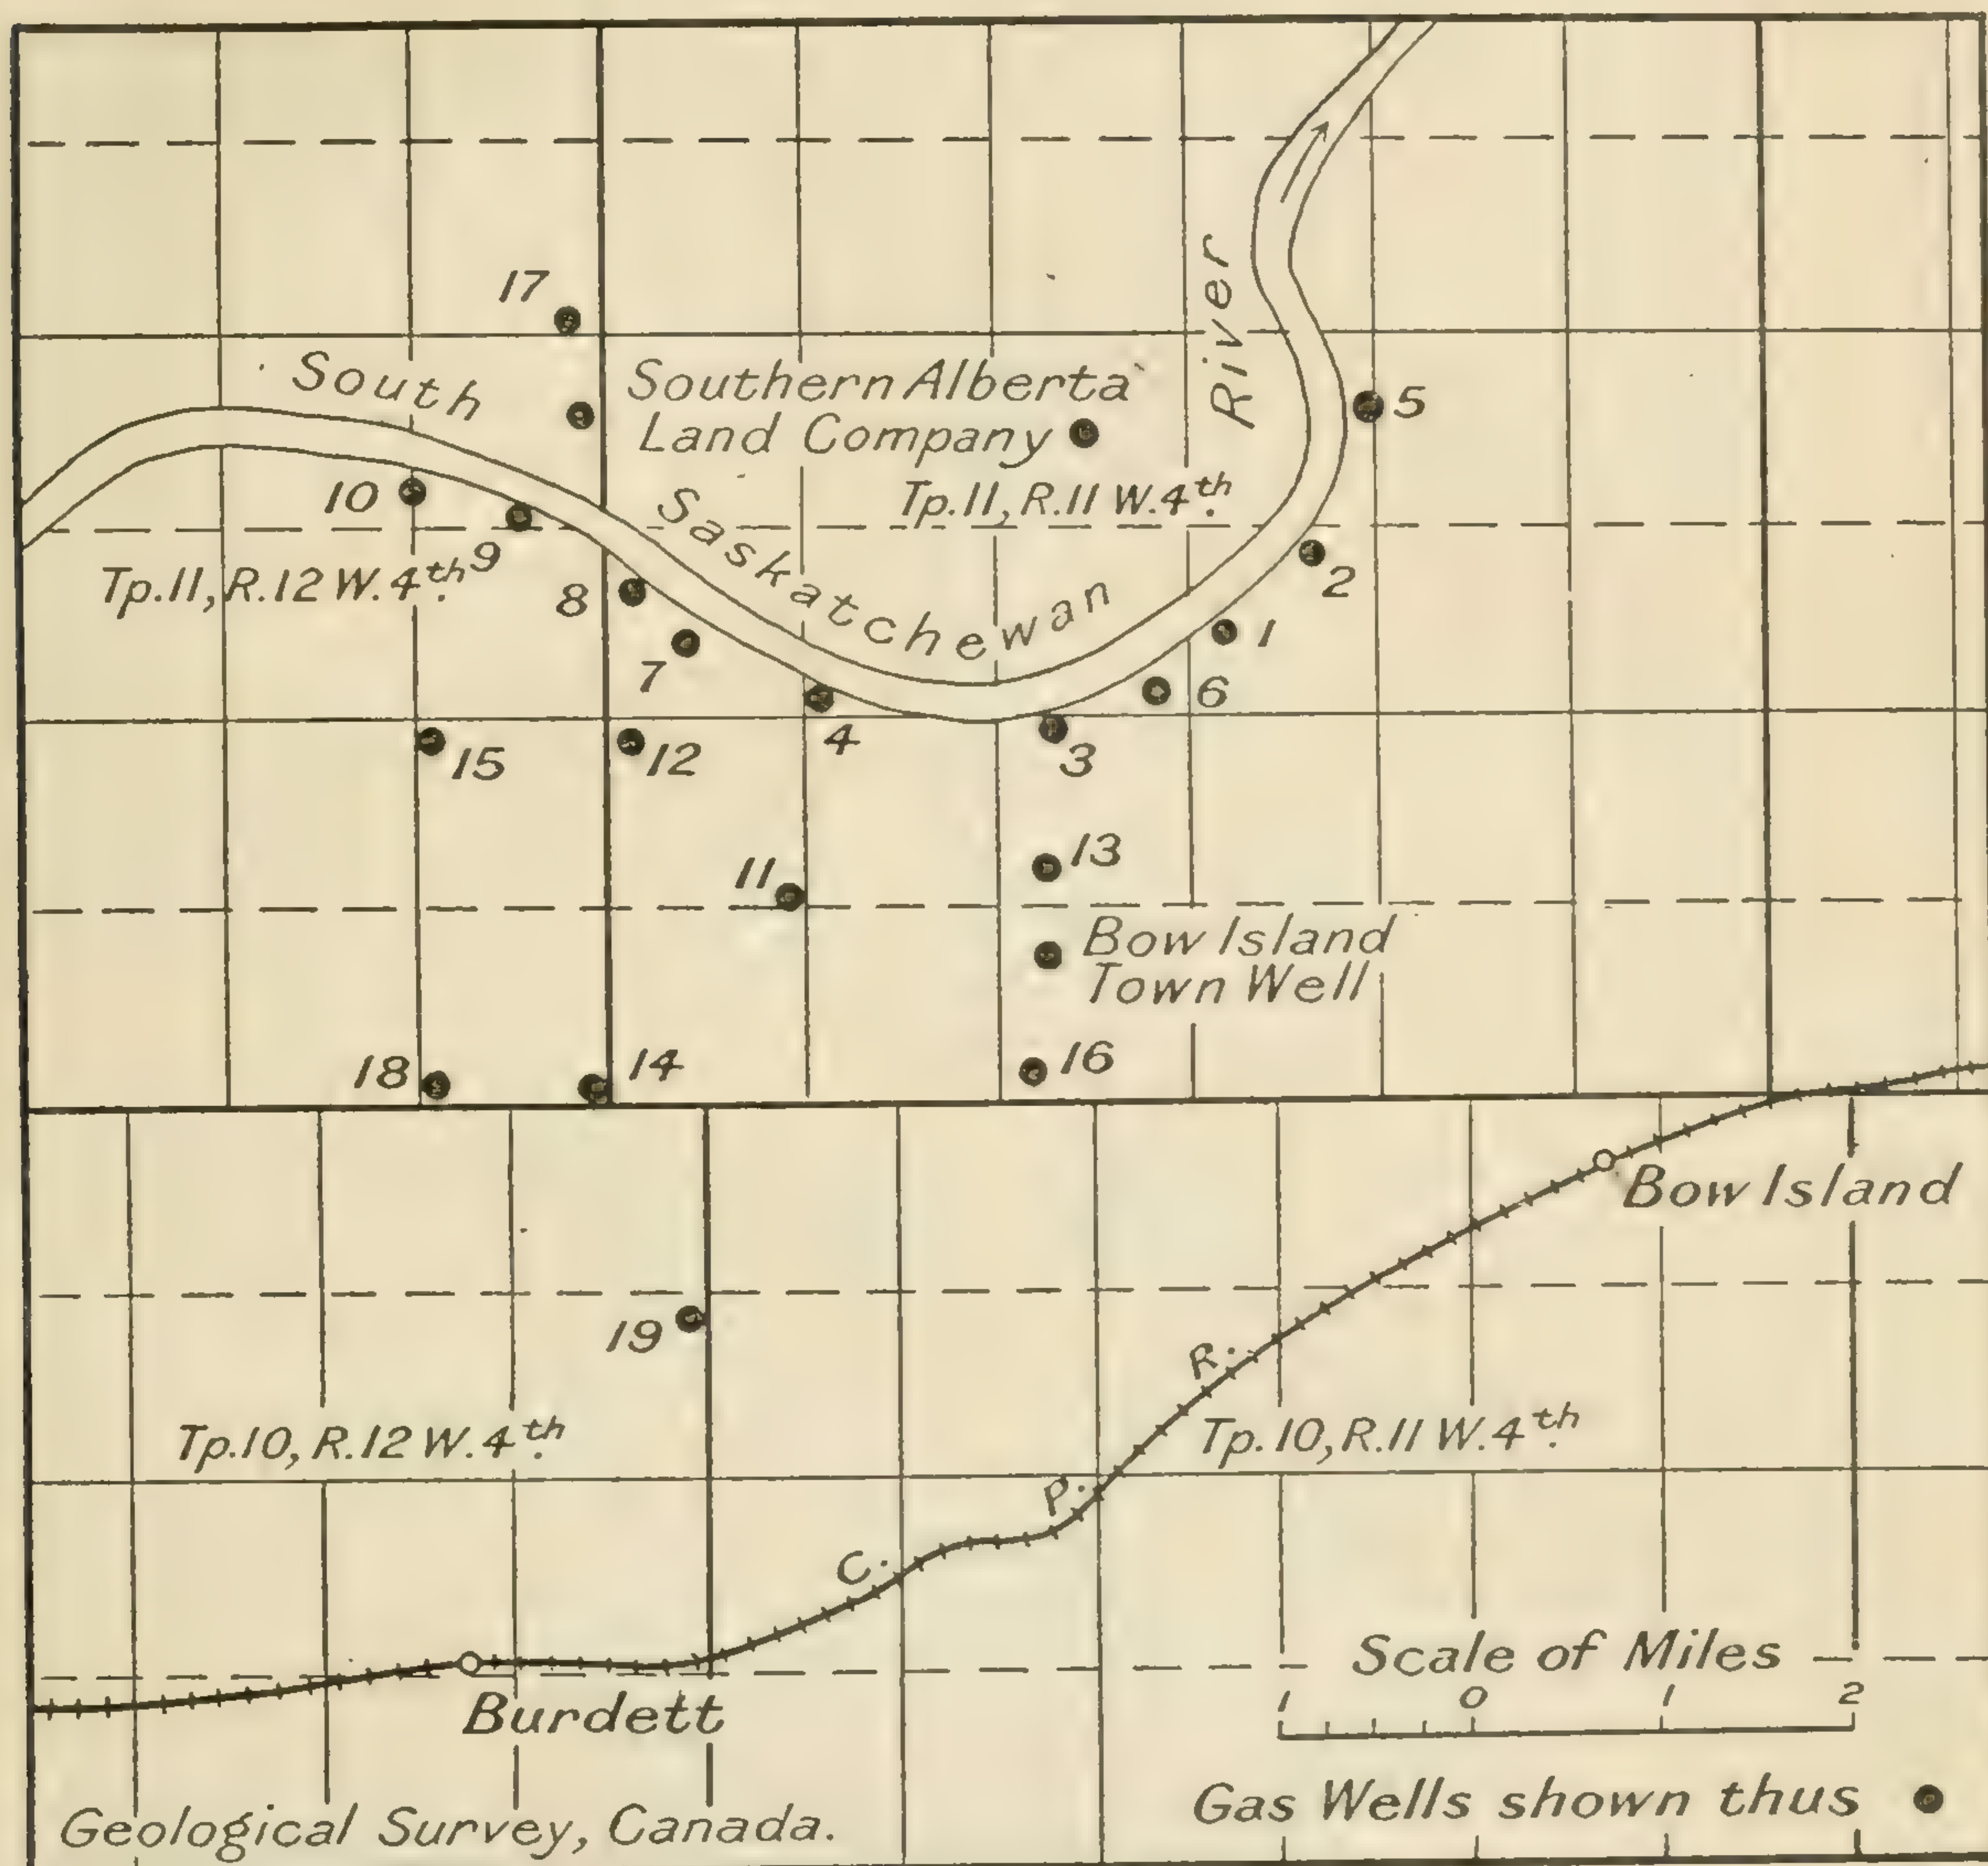 17
South
Southern Alberta
Land Company
River
5
10
Tp. 11, R. 11 W. 4th.
Saskatchewan
9
Tp. 11, R. 12 W. 4th.
8
2
7
1
6
4
3
15
12
13
11
Bow Island
Town Well
18
14
16
Bow Island
19
R.
Tp. 10, R. 12 W. 4th.
Tp. 10, R. 11 W. 4th.
P.
C.
Scale of Miles
1 0 1 2
Burdett
Gas Wells shown thus
Geological Survey, Canada.